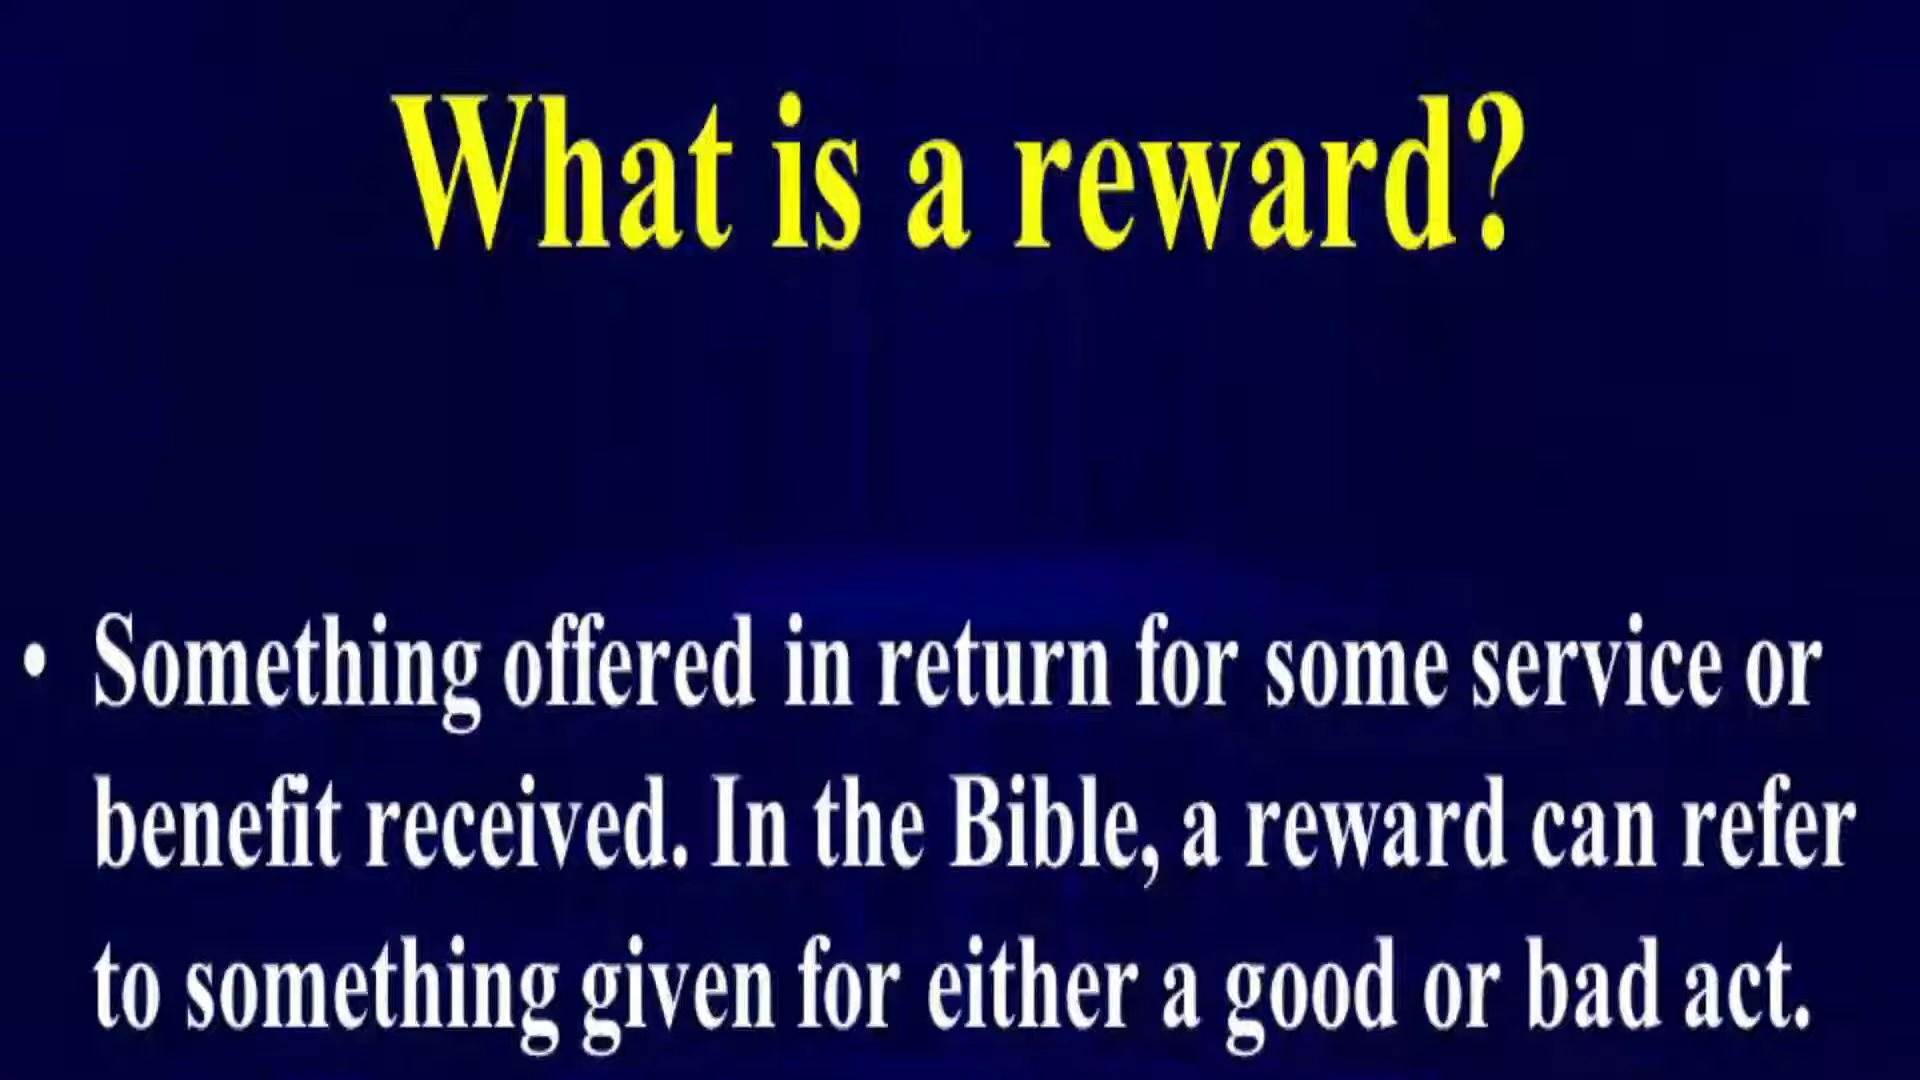 What is a reward?
• Something offered in return for some service or
benefit received. In the Bible, a reward can refer
to something given for either a good or bad act.